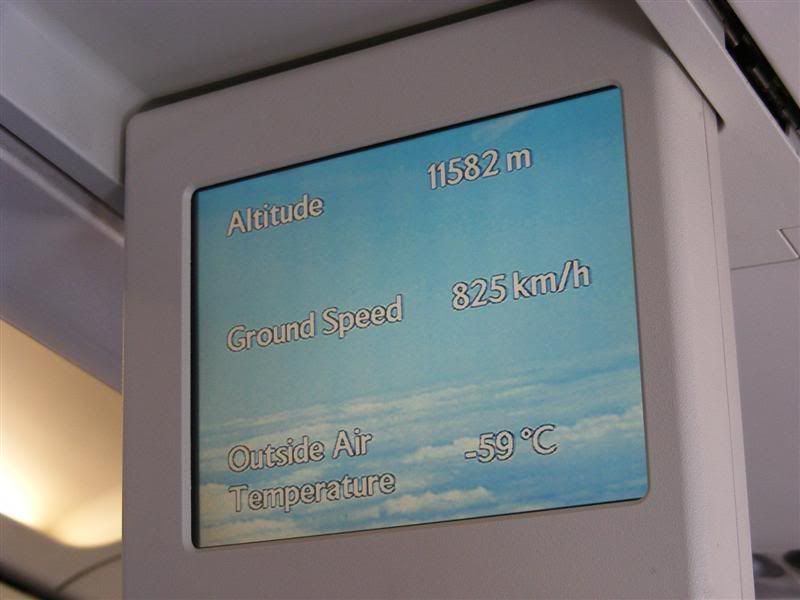 Altitude 11582 m
Ground Speed 825 km/h
Outside Air
Temperature -59 °C